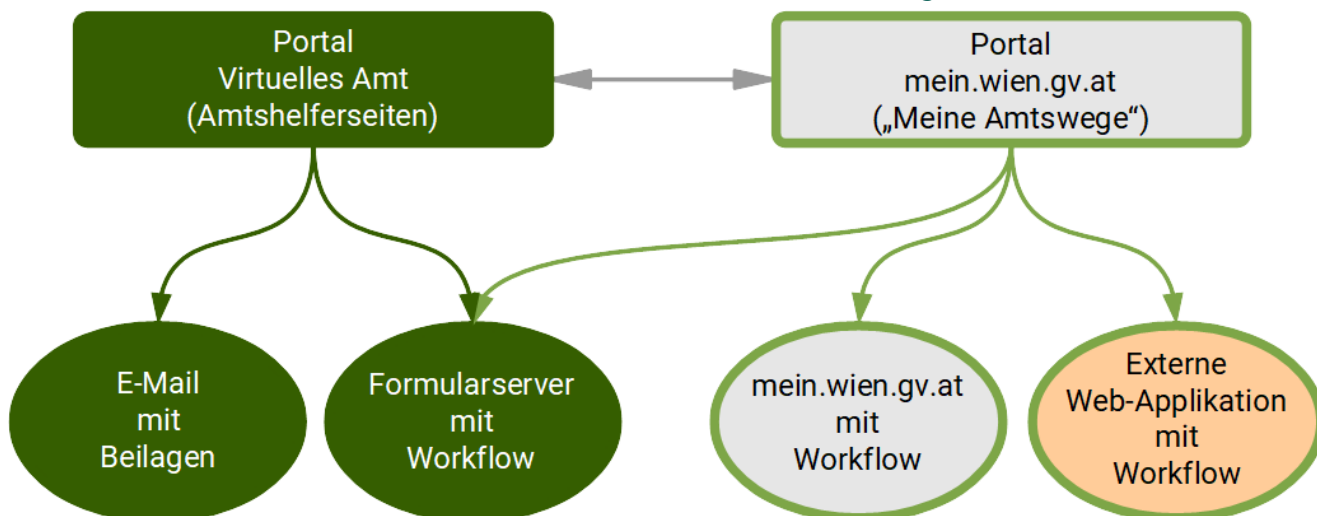 Portal
Virtuelles Amt
(Amtshelferseiten)
Portal
mein.wien.gv.at
(„Meine Amtswege“)
E-Mail
mit
Beilagen
Formularserver
mit
Workflow
mein.wien.gv.at
mit
Workflow
Externe
Web-Applikation
mit
Workflow